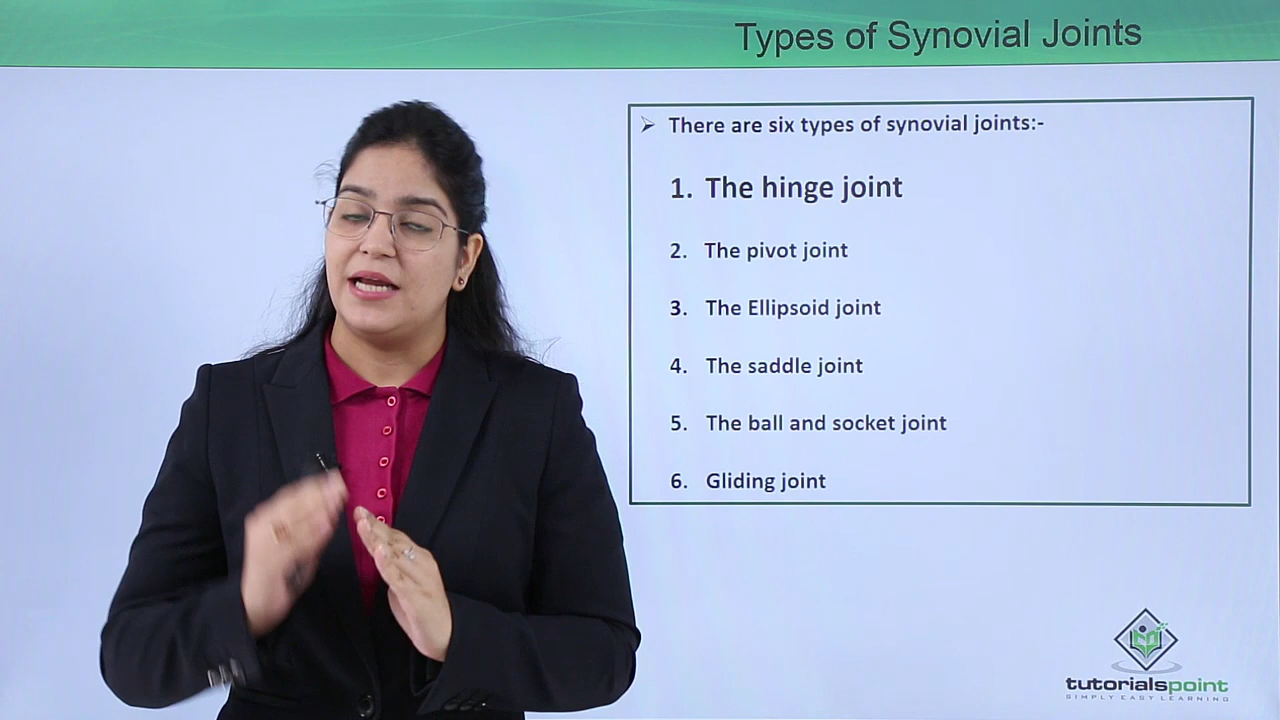 Types of Synovial Joints
➢ There are six types of synovial joints:-
1. The hinge joint
2. The pivot joint
3. The Ellipsoid joint
4. The saddle joint
5. The ball and socket joint
6. Gliding joint
tutorialspoint
SIMPLY EASY LEARNING